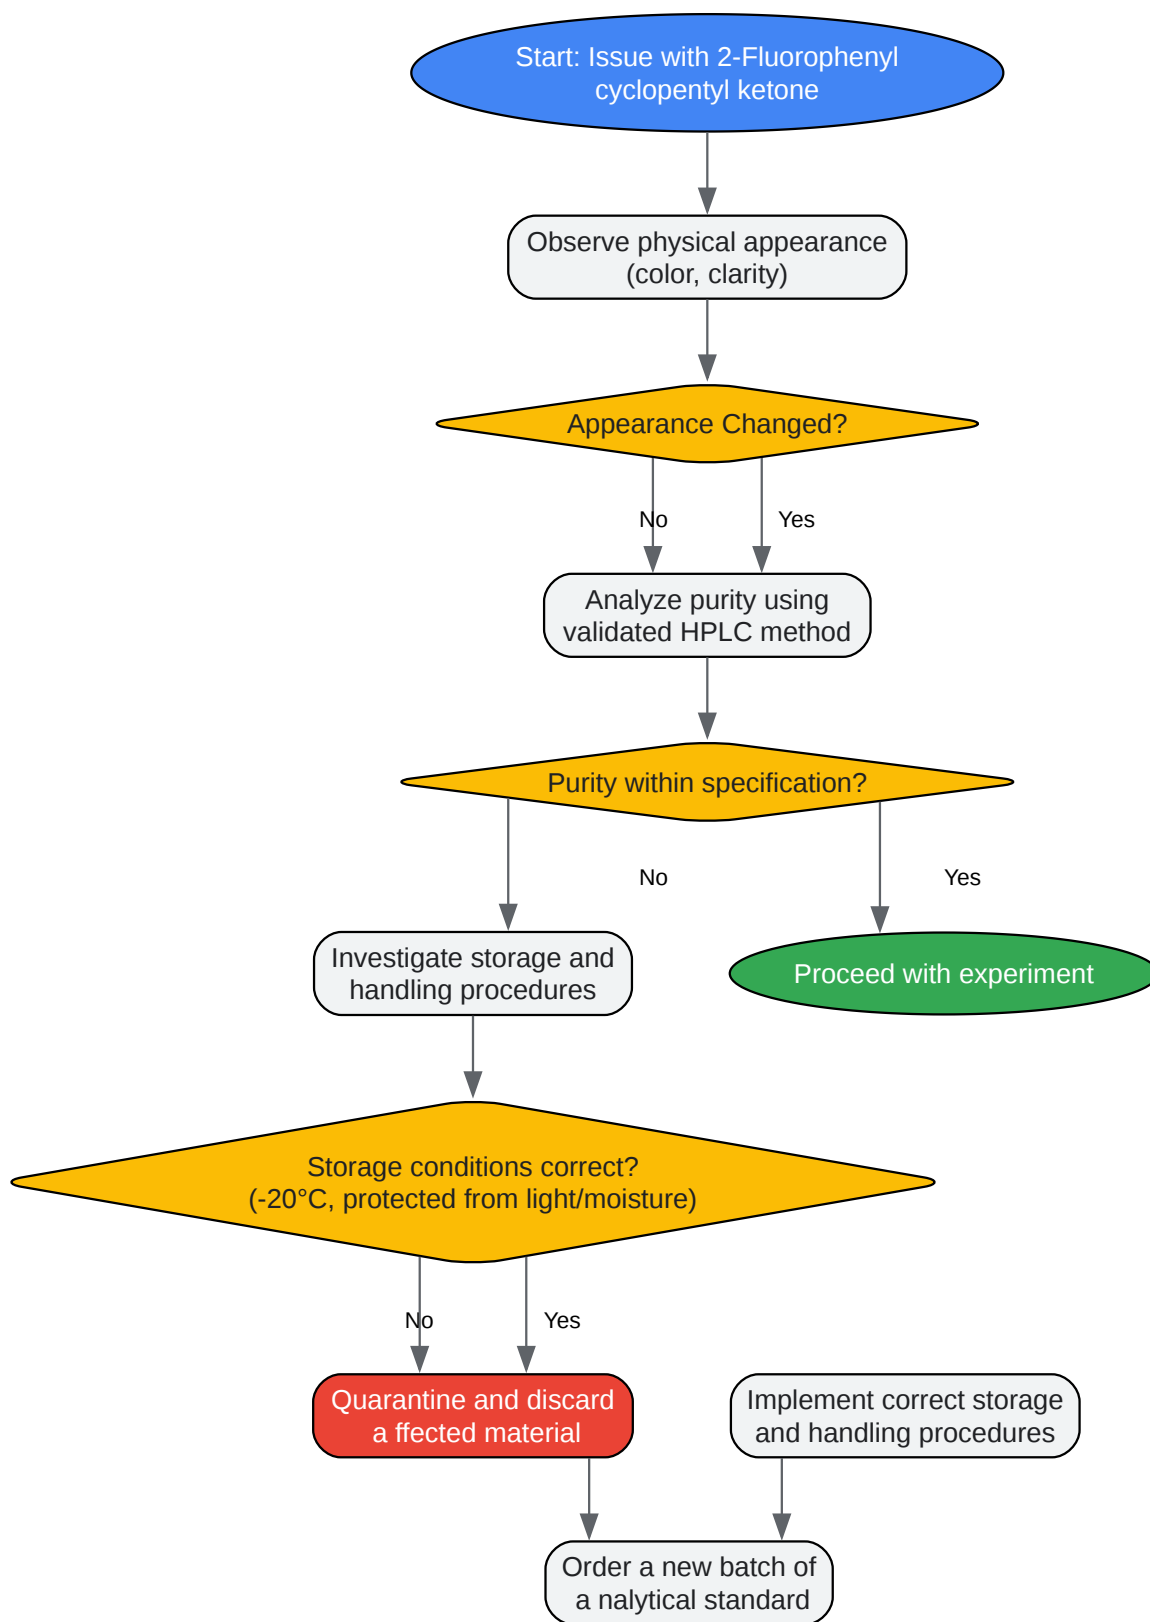 Start: Issue with 2-Fluorophenyl
cyclopentyl ketone
Observe physical appearance
(color, clarity)
Appearance Changed?
No
Yes
Analyze purity using
validated HPLC method
Purity within specification?
No
Yes
Investigate storage and
handling procedures
Proceed with experiment
Storage conditions correct?
(-20°C, protected from light/moisture)
No
Yes
Quarantine and discard
a ffected material
Implement correct storage
and handling procedures
Order a new batch of
a nalytical standard